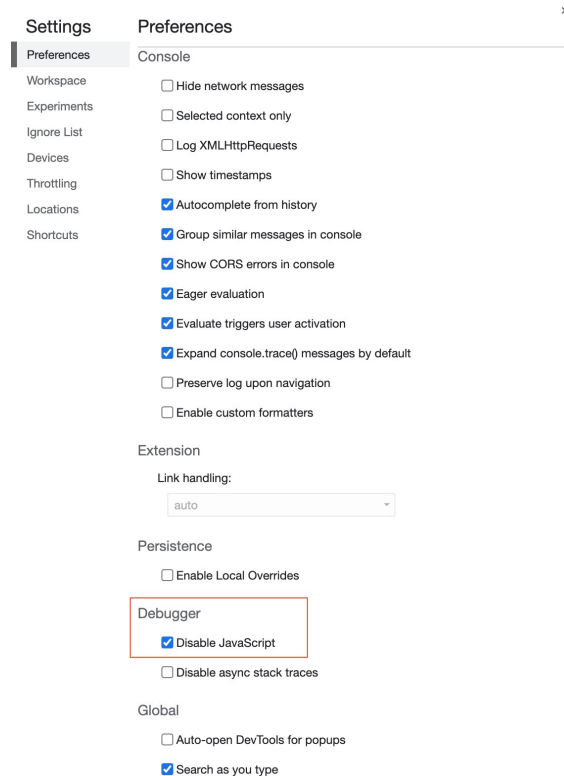 Settings
Preferences
Workspace
Experiments
Ignore List
Devices
Throttling
Locations
Shortcuts
Preferences
Console
Hide network messages
Selected context only
Log XMLHttpRequests
Show timestamps
Autocomplete from history
Group similar messages in console
Show CORS errors in console
Eager evaluation
Evaluate triggers user activation
Expand console.trace() messages by default
Preserve log upon navigation
Enable custom formatters
Extension
Link handling:
auto
Persistence
Enable Local Overrides
Debugger
Disable JavaScript
Disable async stack traces
Global
Auto-open DevTools for popups
Search as you type